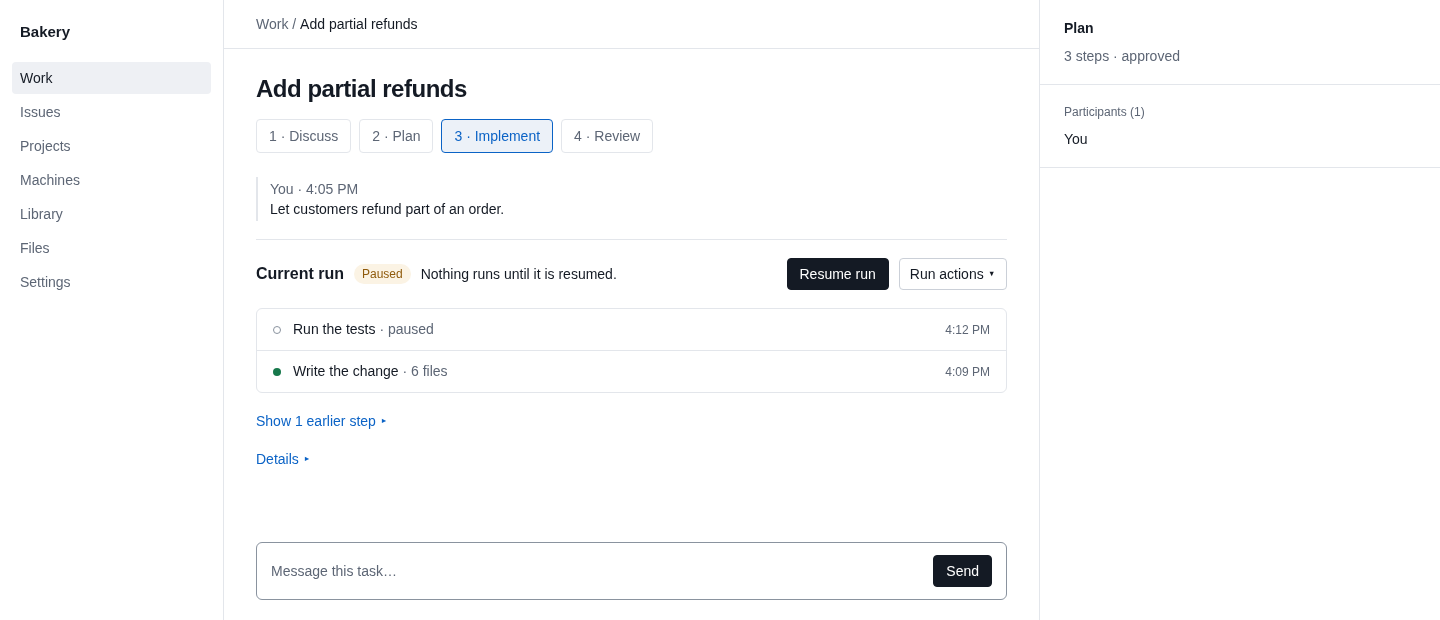 Bakery
Work
Issues
Projects
Machines
Library
Files
Settings
Work / Add partial refunds
Add partial refunds
1 · Discuss
2 · Plan
3 · Implement
4 · Review
You · 4:05 PM
Let customers refund part of an order.
Current run Paused Nothing runs until it is resumed. Resume run Run actions ▾
Run the tests · paused 4:12 PM
Write the change · 6 files 4:09 PM
Show 1 earlier step ▸
Details ▸
Message this task… Send
Plan
3 steps · approved
Participants (1)
You